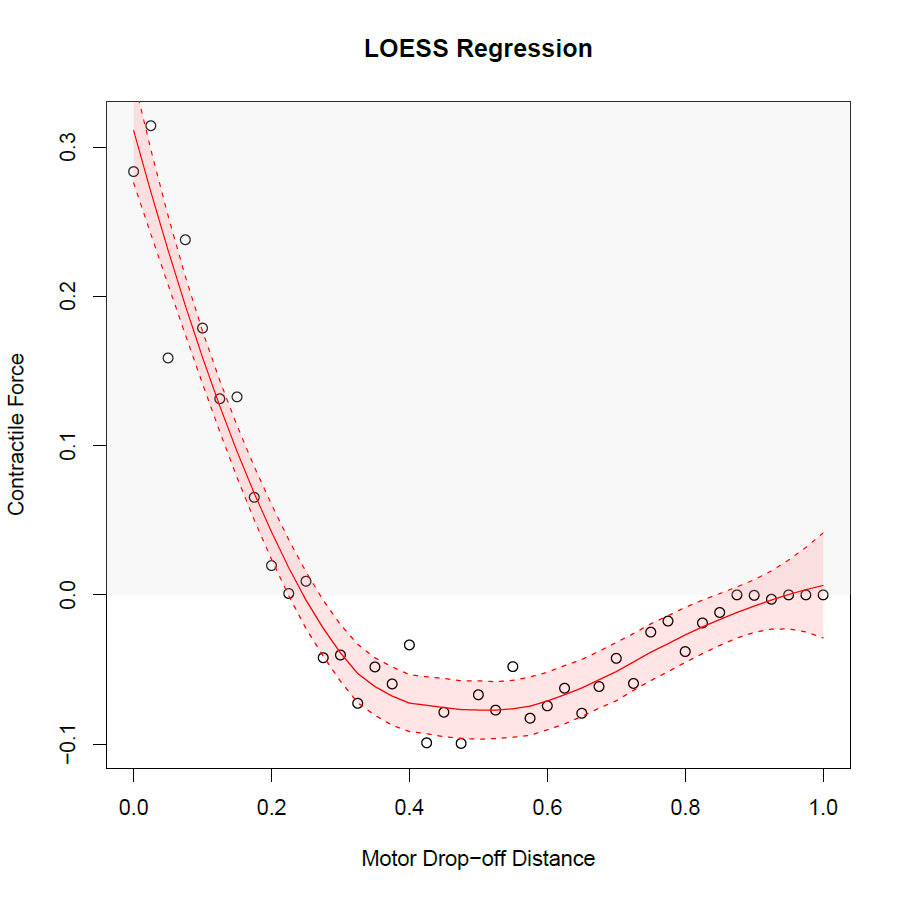 LOESS Regression
0.3
0.2
0.1
0.0
−0.1
Contractile Force
0.0 0.2 0.4 0.6 0.8 1.0
Motor Drop−off Distance